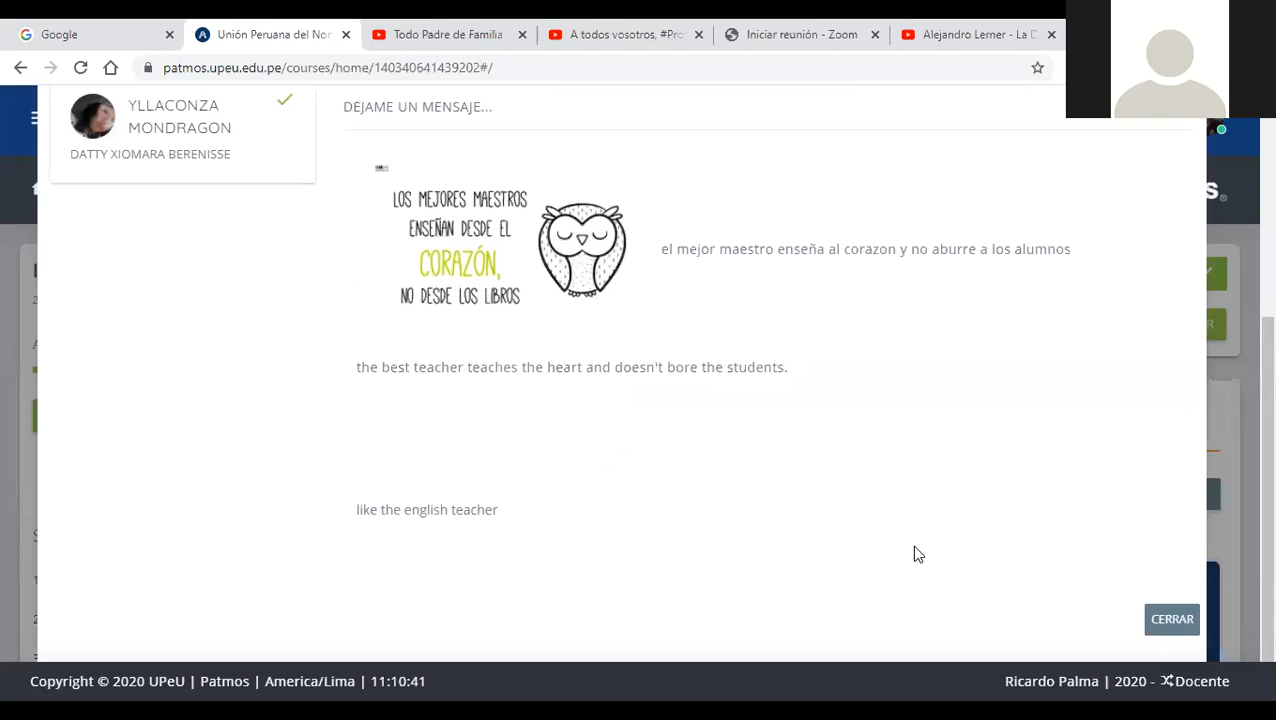 Google
Unión Peruana del Nor
Todo Padre de Familia
A todos vosotros, #Pro
Iniciar reunión - Zoom
Alejandro Lerner - La D
patmos.upeu.edu.pe/courses/home/140340641439202#/
YLLACONZA
MONDRAGON
DATTY XIOMARA BERENISSE
DEJAME UN MENSAJE...
LOS MEJORES MAESTROS
ENSEÑAN DESDE EL
CORAZÓN,
NO DESDE LOS LIBROS
el mejor maestro enseña al corazon y no aburre a los alumnos
the best teacher teaches the heart and doesn't bore the students.
like the english teacher
CERRAR
Copyright © 2020 UPeU | Patmos | America/Lima | 11:10:41
Ricardo Palma | 2020 - Docente